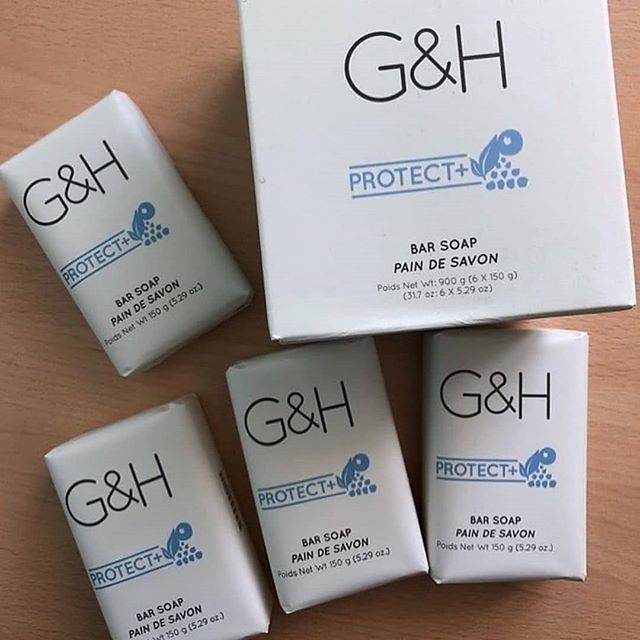 G&H
PROTECT+
BAR SOAP
PAIN DE SAVON
Poids Net Wt: 900 g (6 X 150 g)
(31.7 oz: 6 X 5.29 oz.)
G&H
PROTECT+
BAR SOAP
PAIN DE SAVON
Poids Net Wt 150 g (5.29 oz.)
G&H
PROTECT+
BAR SOAP
PAIN DE SAVON
Wt 150 g (5.29 oz.)
G&H
PROTECT+
BAR SOAP
PAIN DE SAVON
Poids Net Wt 150 g (5.29 oz.)
G&H
PROTECT+
BAR SOAP
PAIN DE SAVON
Poids Net Wt 150 g (5.29 oz.)